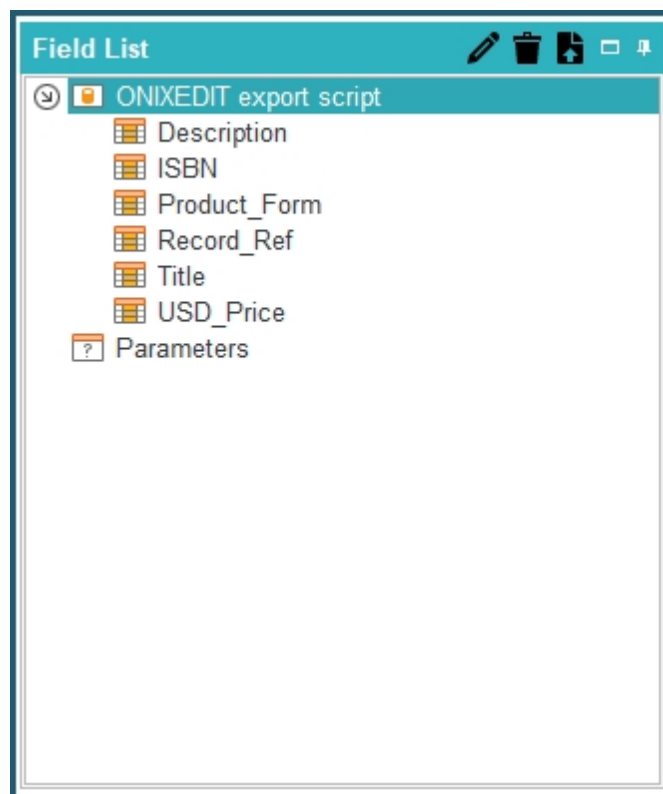 Field List
ONIXEDIT export script
Description
ISBN
Product_Form
Record_Ref
Title
USD_Price
? Parameters